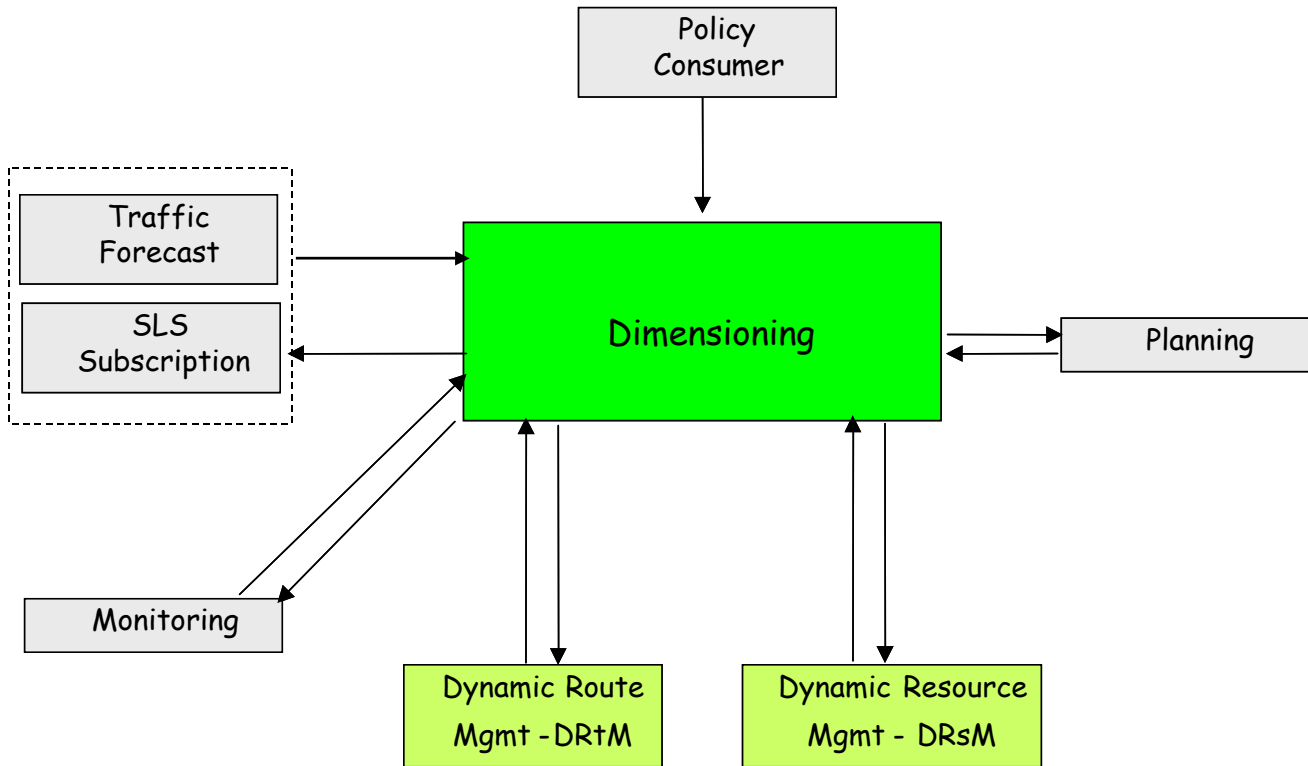 Policy
Consumer
Traffic
Forecast
SLS
Subscription
Dimensioning
Planning
Monitoring
Dynamic Route
Mgmt -DRtM
Dynamic Resource
Mgmt - DRsM